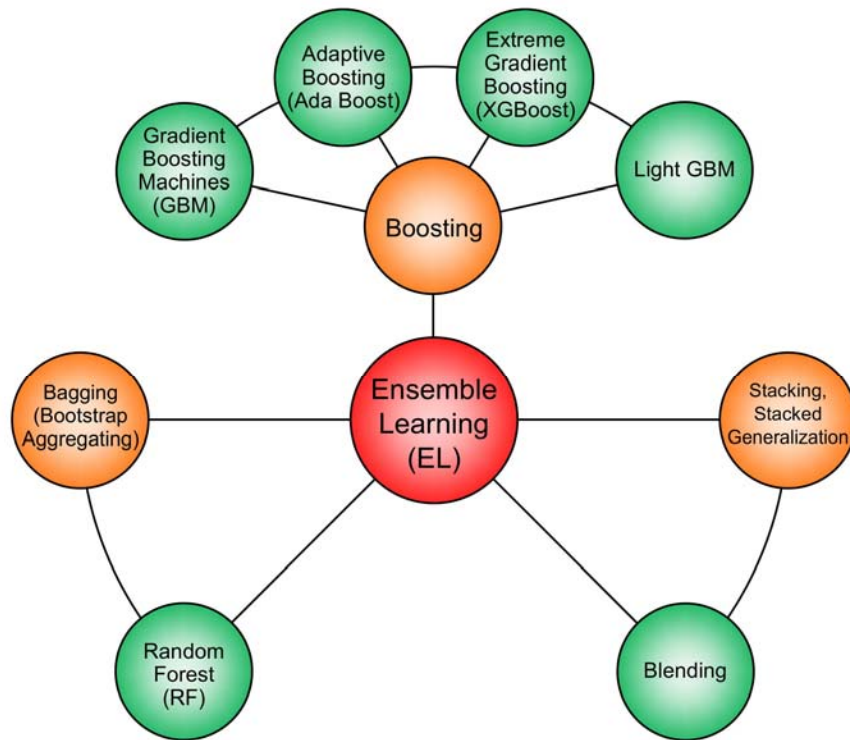 Adaptive
Boosting
(Ada Boost)
Extreme
Gradient
Boosting
(XGBoost)
Gradient
Boosting
Machines
(GBM)
Light GBM
Boosting
Bagging
(Bootstrap
Aggregating)
Ensemble
Learning
(EL)
Stacking,
Stacked
Generalization
Random
Forest
(RF)
Blending